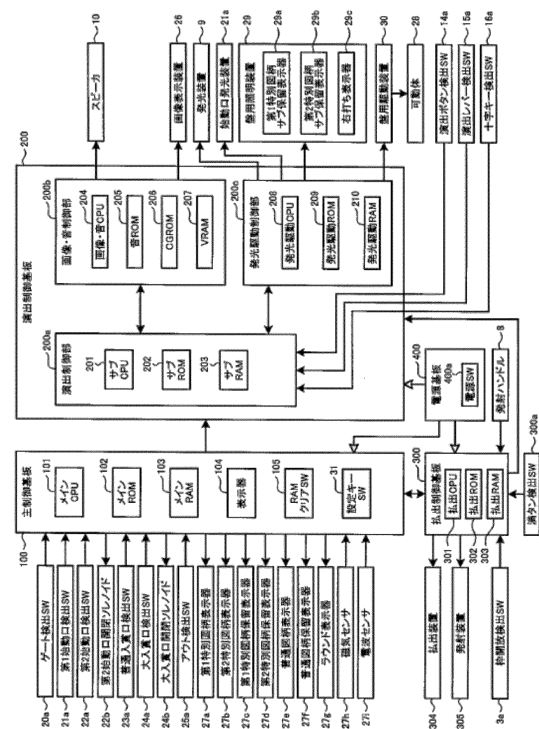 100
主制御基板
101
メイン
CPU
102
メイン
ROM
103
メイン
RAM
104
表示器
105
RAM
クリアSW
31
設定キー
SW
20a
ゲート検出SW
21a
第1始動口検出SW
22a
第2始動口検出SW
22b
第2始動口開閉ソレノイド
23a
普通入賞口検出SW
24a
大入賞口検出SW
24b
大入賞口開閉ソレノイド
25a
アウト検出SW
27a
第1特別図柄表示器
27b
第2特別図柄表示器
27c
第1特別図柄保留表示器
27d
第2特別図柄保留表示器
27e
普通図柄表示器
27f
普通図柄保留表示器
27g
ラウンド表示器
27h
磁気センサ
27i
電波センサ
200
演出制御基板
200a
演出制御部
201
サブ
CPU
202
サブ
ROM
203
サブ
RAM
200b
画像・音制御部
204
画像・音CPU
205
音ROM
206
CGROM
207
VRAM
200c
発光駆動制御部
208
発光駆動CPU
209
発光駆動ROM
210
発光駆動RAM
スピーカ
10
画像表示装置
26
発光装置
9
始動口発光装置
21a
盤用照明装置
29
第1特別図柄
サブ保留表示器
29a
第2特別図柄
サブ保留表示器
29b
右打ち表示器
29c
盤用駆動装置
30
可動体
28
演出ボタン検出SW
14a
演出レバー検出SW
15a
十字キー検出SW
16a
300
払出制御基板
払出CPU
301
払出ROM
302
払出RAM
303
400
電源基板
400a
電源SW
発射ハンドル
8
満タン検出SW
300a
304
払出装置
305
発射装置
3a
枠開放検出SW